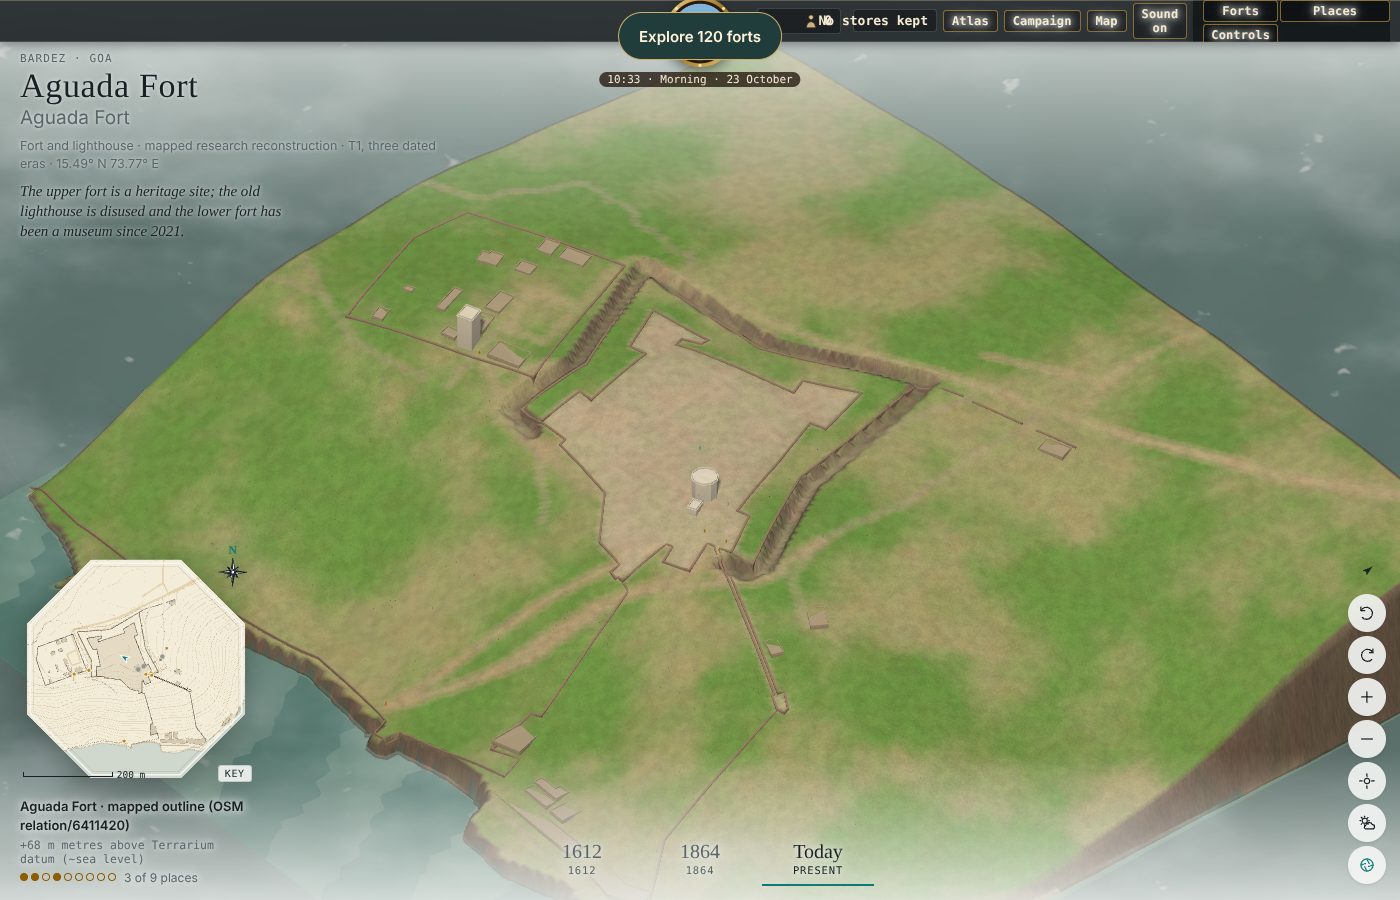 Explore 120 forts
stores kept
Atlas
Campaign
Map
Sound on
Forts
Places
Controls
10:33 · Morning · 23 October
BARDEZ · GOA
Aguada Fort
Aguada Fort
Fort and lighthouse · mapped research reconstruction · T1, three dated
eras · 15.49° N 73.77° E
The upper fort is a heritage site; the old
lighthouse is disused and the lower fort has
been a museum since 2021.
N
200 m
KEY
Aguada Fort · mapped outline (OSM
relation/6411420)
+68 m metres above Terrarium
datum (~sea level)
3 of 9 places
1612
1612
1864
1864
Today
PRESENT